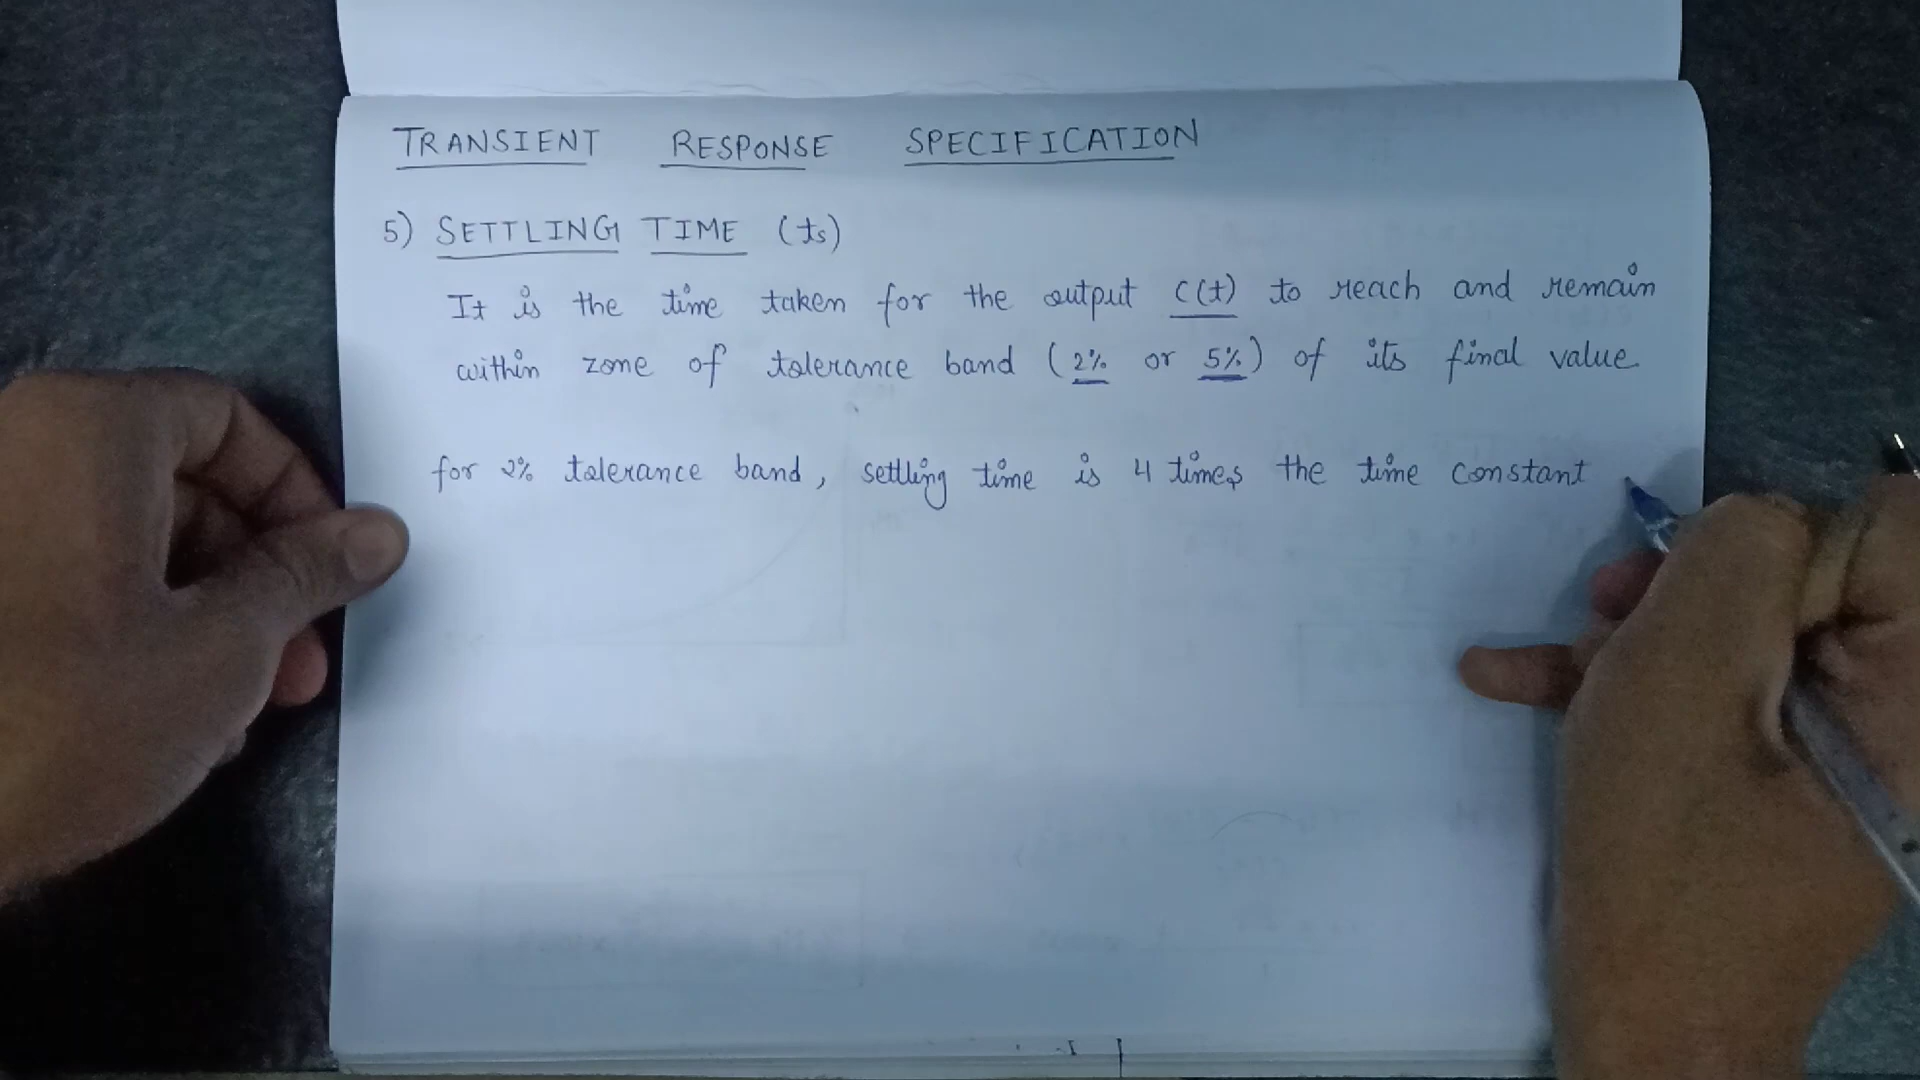 TRANSIENT RESPONSE SPECIFICATION
5) SETTLING TIME (ts)
It is the time taken for the output c(t) to reach and remain
within zone of tolerance band (2% or 5%) of its final value
for 2% tolerance band, settling time is 4 times the time constant